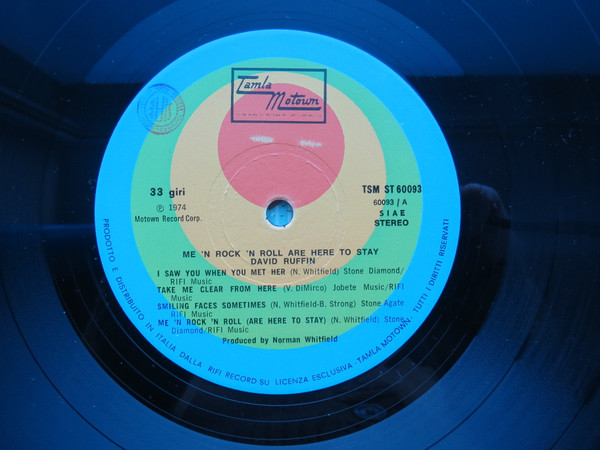 Tamla
Motown
33 giri
℗ 1974
Motown Record Corp.
TSM ST 60093
60093 / A
S I A E
STEREO
ME 'N ROCK 'N ROLL ARE HERE TO STAY
DAVID RUFFIN
I SAW YOU WHEN YOU MET HER (N. Whitfield) Stone Diamond/
RIFI Music
TAKE ME CLEAR FROM HERE (V. DiMirco) Jobete Music/RIFI
Music
SMILING FACES SOMETIMES (N. Whitfield-B. Strong) Stone Agate
RIFI Music
ME 'N ROCK 'N ROLL (ARE HERE TO STAY) (N. Whitfield) Stone
Diamond/RIFI Music
Produced by Norman Whitfield
PRODOTTO E DISTRIBUITO IN ITALIA DALLA RIFI RECORD SU LICENZA ESCLUSIVA - TAMLA MOTOWN - TUTTI I DIRITTI RISERVATI